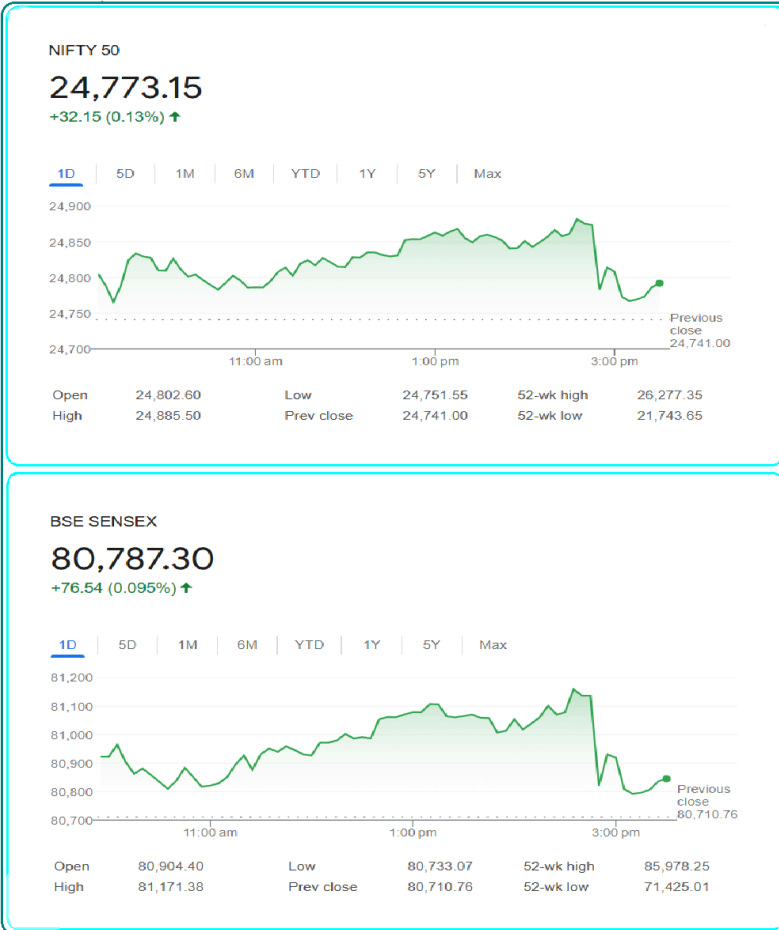 NIFTY 50
24,773.15
+32.15 (0.13%) ↑
1D 5D 1M 6M YTD 1Y 5Y Max
24,900
24,850
24,800
24,750
24,700
Previous
close
24,741.00
11:00 am 1:00 pm 3:00 pm
Open 24,802.60 Low 24,751.55 52-wk high 26,277.35
High 24,885.50 Prev close 24,741.00 52-wk low 21,743.65
BSE SENSEX
80,787.30
+76.54 (0.095%) ↑
1D 5D 1M 6M YTD 1Y 5Y Max
81,200
81,100
81,000
80,900
80,800
80,700
Previous
close
80,710.76
11:00 am 1:00 pm 3:00 pm
Open 80,904.40 Low 80,733.07 52-wk high 85,978.25
High 81,171.38 Prev close 80,710.76 52-wk low 71,425.01